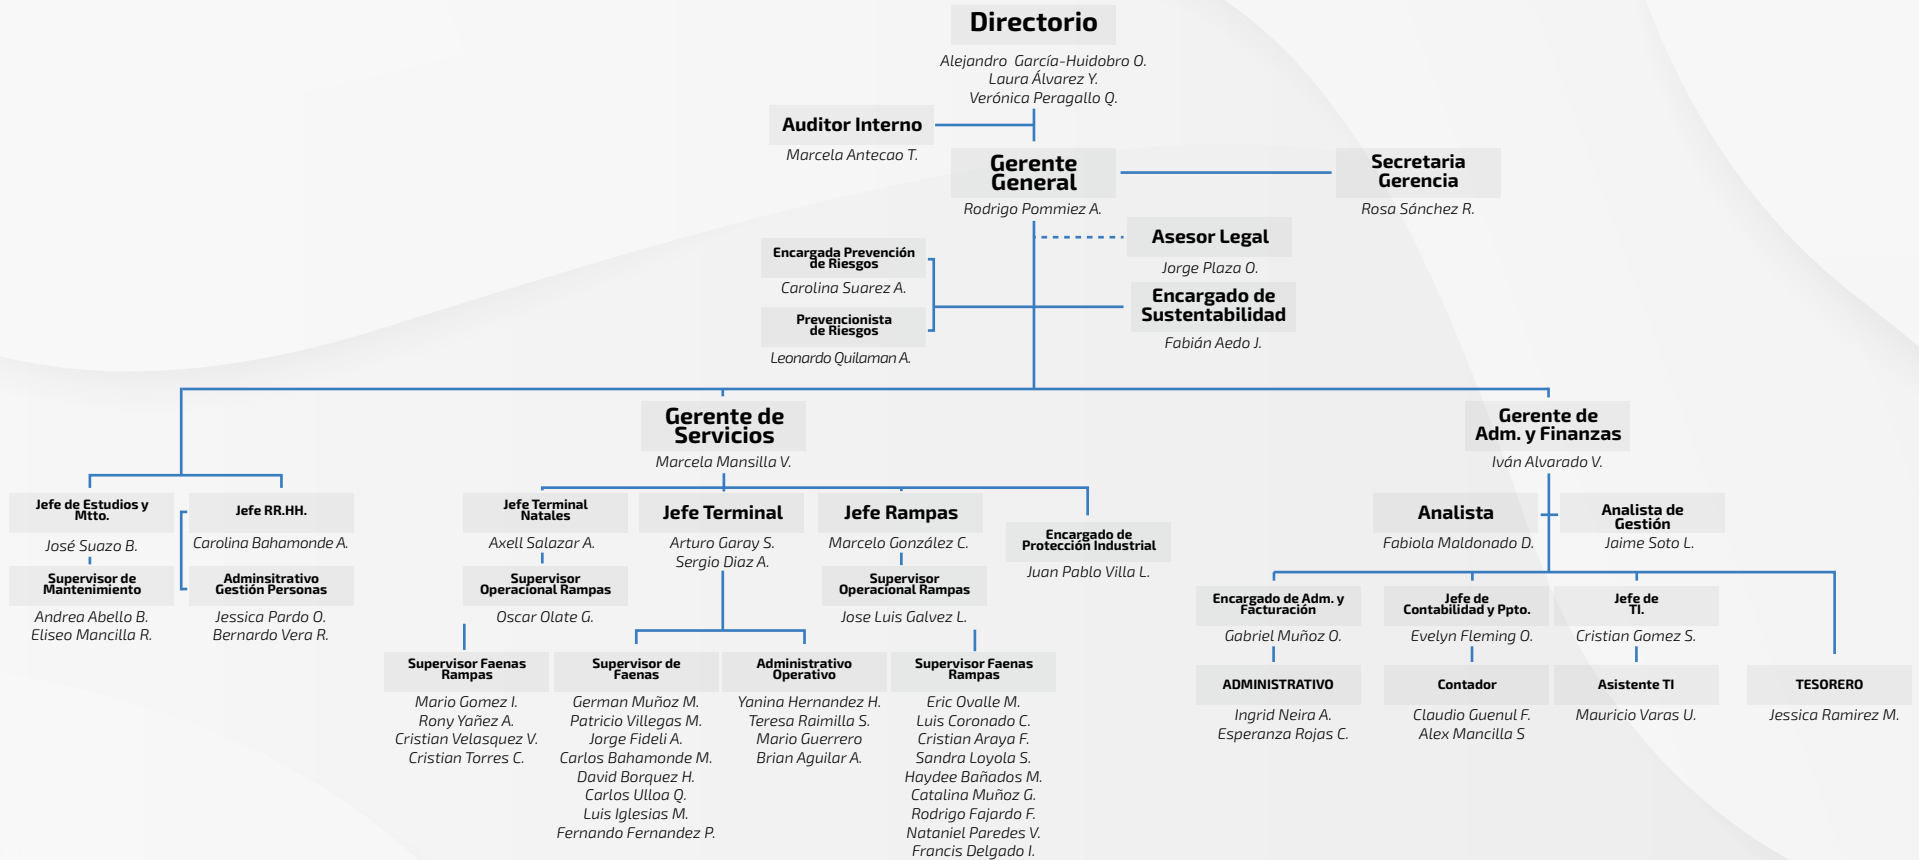 Directorio
Alejandro García-Huidobro O.
Laura Álvarez Y.
Verónica Peragallo Q.
Auditor Interno
Marcela Antecao T.
Gerente
General
Rodrigo Pommiez A.
Secretaria
Gerencia
Rosa Sánchez R.
Asesor Legal
Jorge Plaza O.
Encargada Prevención
de Riesgos
Carolina Suarez A.
Prevencionista
de Riesgos
Leonardo Quilaman A.
Encargado de
Sustentabilidad
Fabián Aedo J.
Gerente de
Servicios
Marcela Mansilla V.
Gerente de
Adm. y Finanzas
Iván Alvarado V.
Jefe de Estudios y
Mtto.
José Suazo B.
Supervisor de
Mantenimiento
Andrea Abello B.
Eliseo Mancilla R.
Jefe RR.HH.
Carolina Bahamonde A.
Adminsitrativo
Gestión Personas
Jessica Pardo O.
Bernardo Vera R.
Jefe Terminal
Natales
Axell Salazar A.
Supervisor
Operacional Rampas
Oscar Olate G.
Supervisor Faenas
Rampas
Mario Gomez I.
Rony Yañez A.
Cristian Velasquez V.
Cristian Torres C.
Jefe Terminal
Arturo Garay S.
Sergio Diaz A.
Supervisor de
Faenas
German Muñoz M.
Patricio Villegas M.
Jorge Fideli A.
Carlos Bahamonde M.
David Borquez H.
Carlos Ulloa Q.
Luis Iglesias M.
Fernando Fernandez P.
Administrativo
Operativo
Yanina Hernandez H.
Teresa Raimilla S.
Mario Guerrero
Brian Aguilar A.
Jefe Rampas
Marcelo González C.
Supervisor
Operacional Rampas
Jose Luis Galvez L.
Supervisor Faenas
Rampas
Eric Ovalle M.
Luis Coronado C.
Cristian Araya F.
Sandra Loyola S.
Haydee Bañados M.
Catalina Muñoz G.
Rodrigo Fajardo F.
Nataniel Paredes V.
Francis Delgado I.
Encargado de
Protección Industrial
Juan Pablo Villa L.
Analista
Fabiola Maldonado D.
Analista de
Gestión
Jaime Soto L.
Encargado de Adm. y
Facturación
Gabriel Muñoz O.
ADMINISTRATIVO
Ingrid Neira A.
Esperanza Rojas C.
Jefe de
Contabilidad y Ppto.
Evelyn Fleming O.
Contador
Claudio Guenul F.
Alex Mancilla S
Jefe de
TI.
Cristian Gomez S.
Asistente TI
Mauricio Varas U.
TESORERO
Jessica Ramirez M.